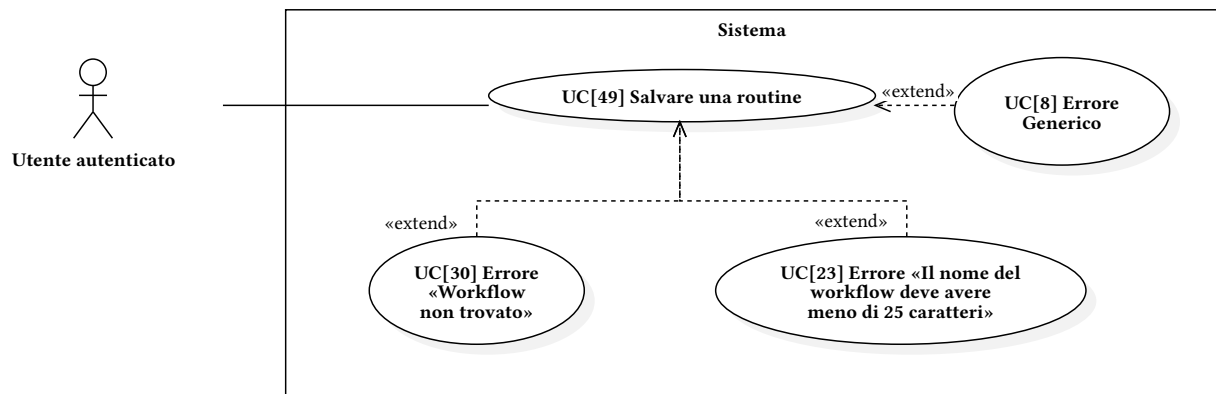 Sistema
UC[49] Salvare una routine
«extend»
UC[8] Errore
Generico
Utente autenticato
«extend»
«extend»
UC[30] Errore
«Workflow
non trovato»
UC[23] Errore «Il nome del
workflow deve avere
meno di 25 caratteri»